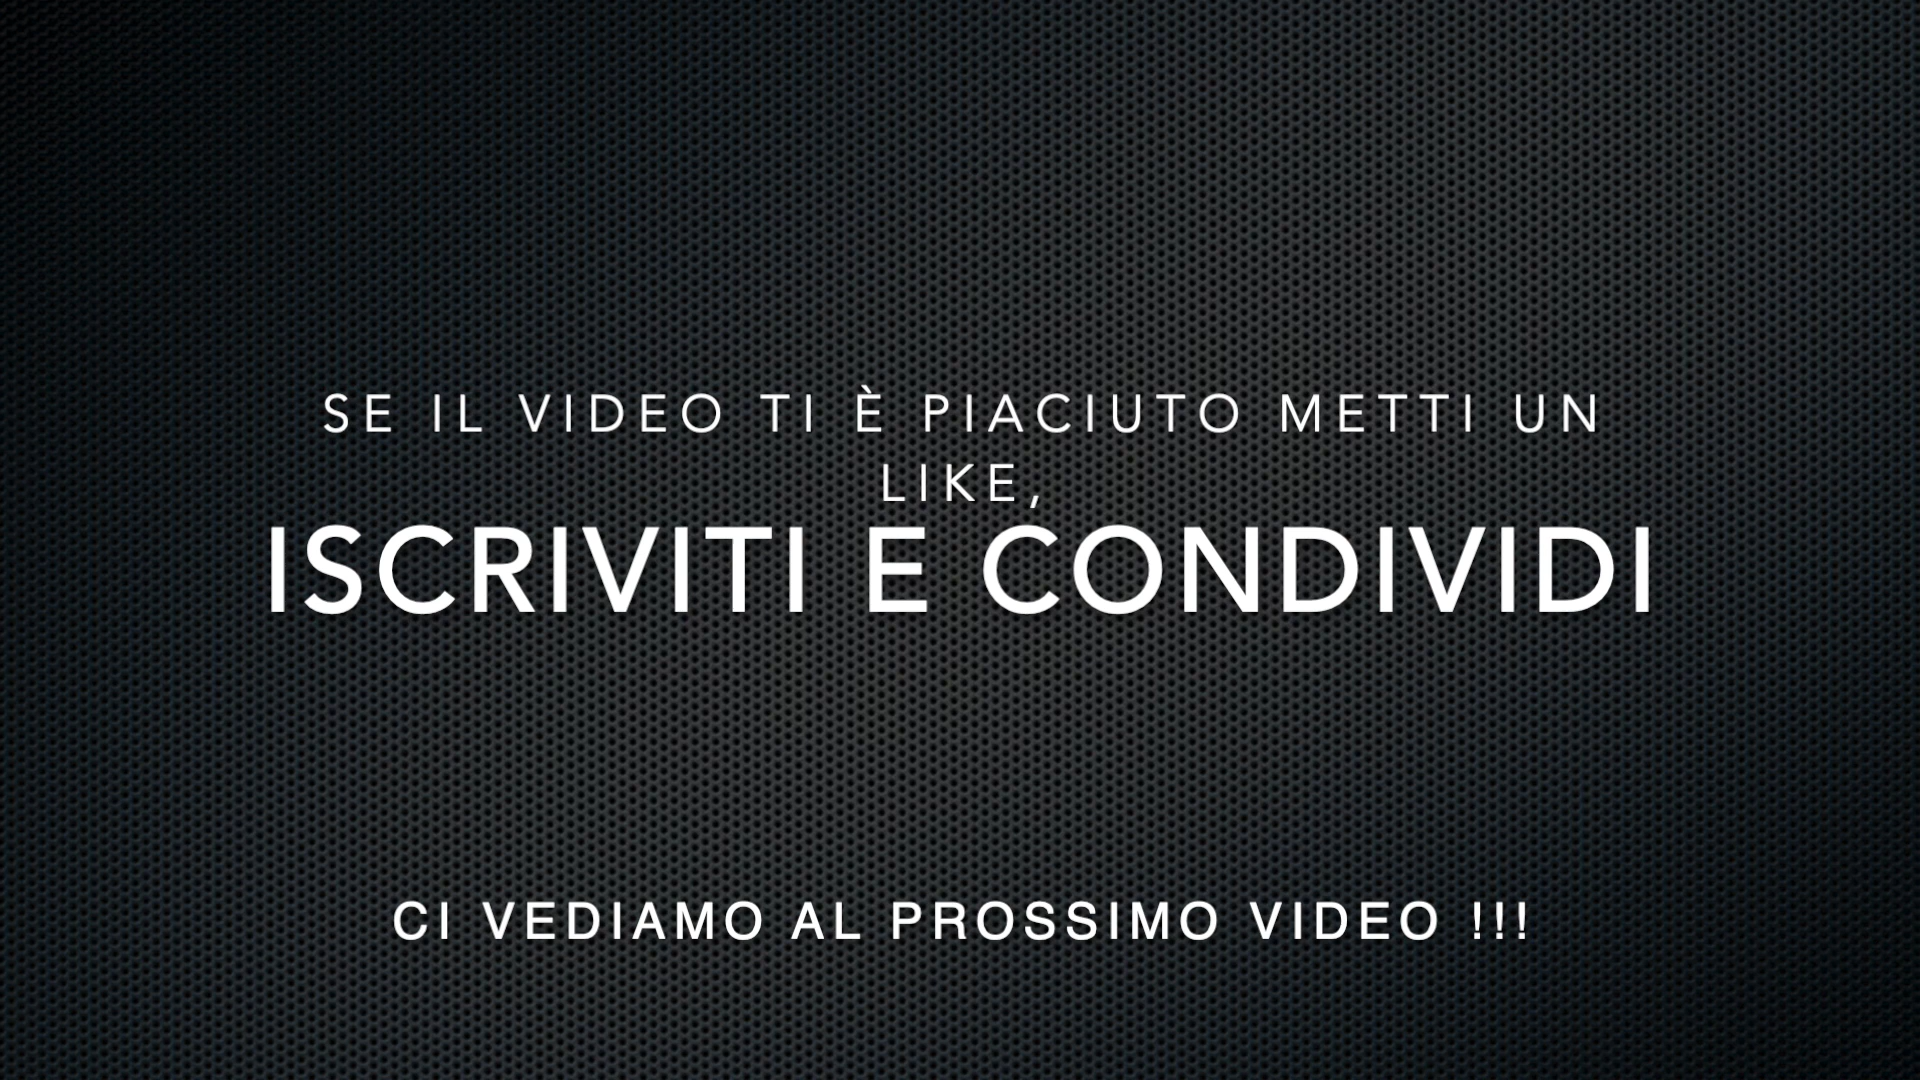 SE IL VIDEO TI È PIACIUTO METTI UN
LIKE,
ISCRIVITI E CONDIVIDI
CI VEDIAMO AL PROSSIMO VIDEO !!!